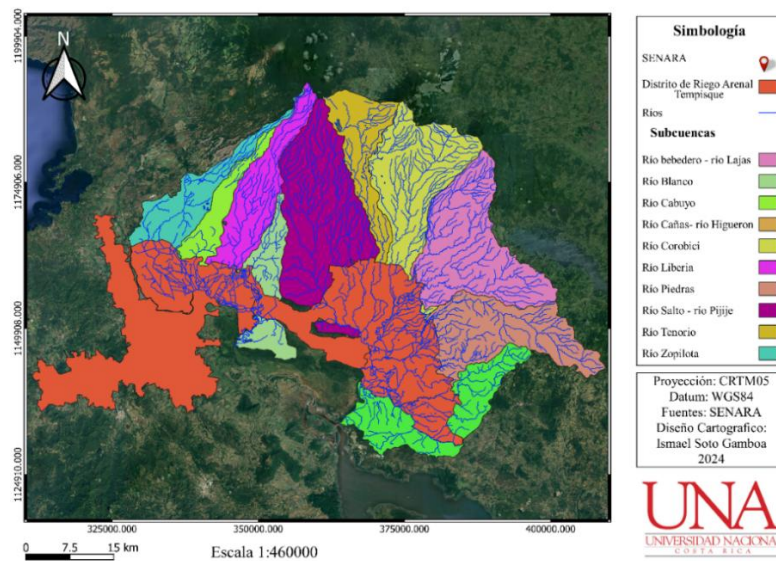 N
1199904.000
1174906.000
1149908.000
1124910.000
325000.000
350000.000
375000.000
400000.000
0 7.5 15 km
Escala 1:460000
Simbología
SENARA
Distrito de Riego Arenal
Tempisque
Ríos
Subcuencas
Río bebedero - río Lajas
Río Blanco
Río Cabuyo
Río Cañas- río Higueron
Río Corobici
Río Liberia
Río Piedras
Río Salto - río Pijije
Río Tenorio
Río Zopilota
Proyección: CRTM05
Datum: WGS84
Fuentes: SENARA
Diseño Cartografico:
Ismael Soto Gamboa
2024
UNA
UNIVERSIDAD NACIONA
COSTA RICA